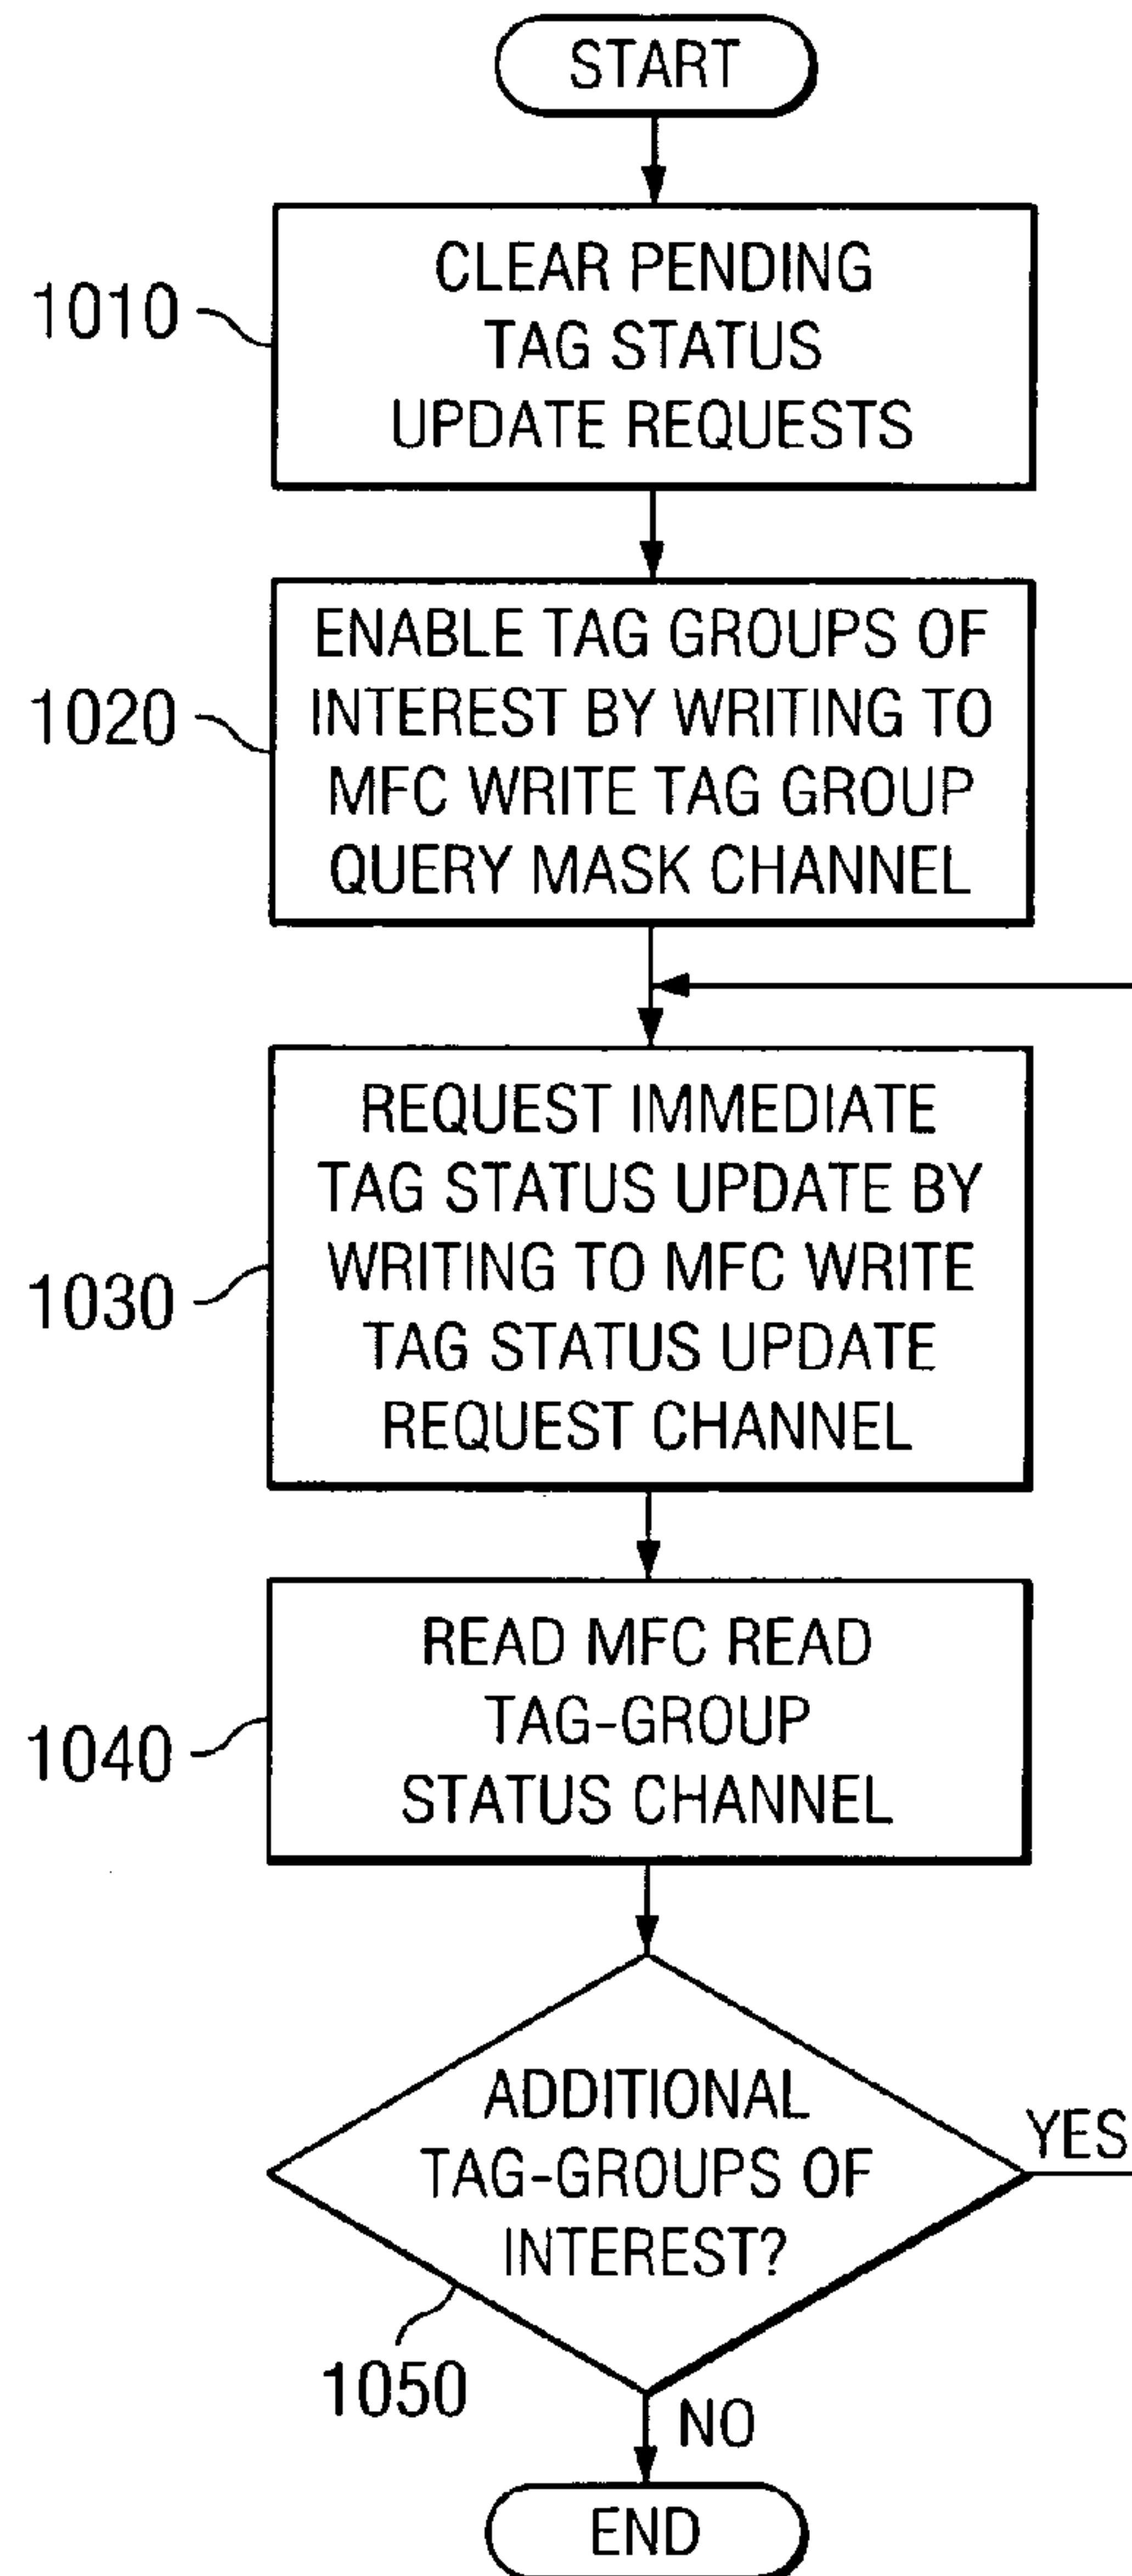 START
1010
CLEAR PENDING
TAG STATUS
UPDATE REQUESTS
1020
ENABLE TAG GROUPS OF
INTEREST BY WRITING TO
MFC WRITE TAG GROUP
QUERY MASK CHANNEL
1030
REQUEST IMMEDIATE
TAG STATUS UPDATE BY
WRITING TO MFC WRITE
TAG STATUS UPDATE
REQUEST CHANNEL
1040
READ MFC READ
TAG-GROUP
STATUS CHANNEL
ADDITIONAL
TAG-GROUPS OF
INTEREST?
YES
1050
NO
END